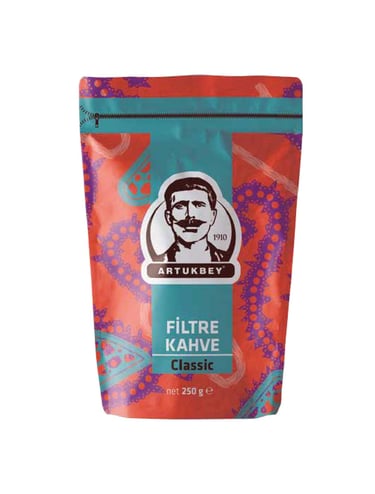 1910
ARTUKBEY
FİLTRE
KAHVE
Classic
net 250 g ℮